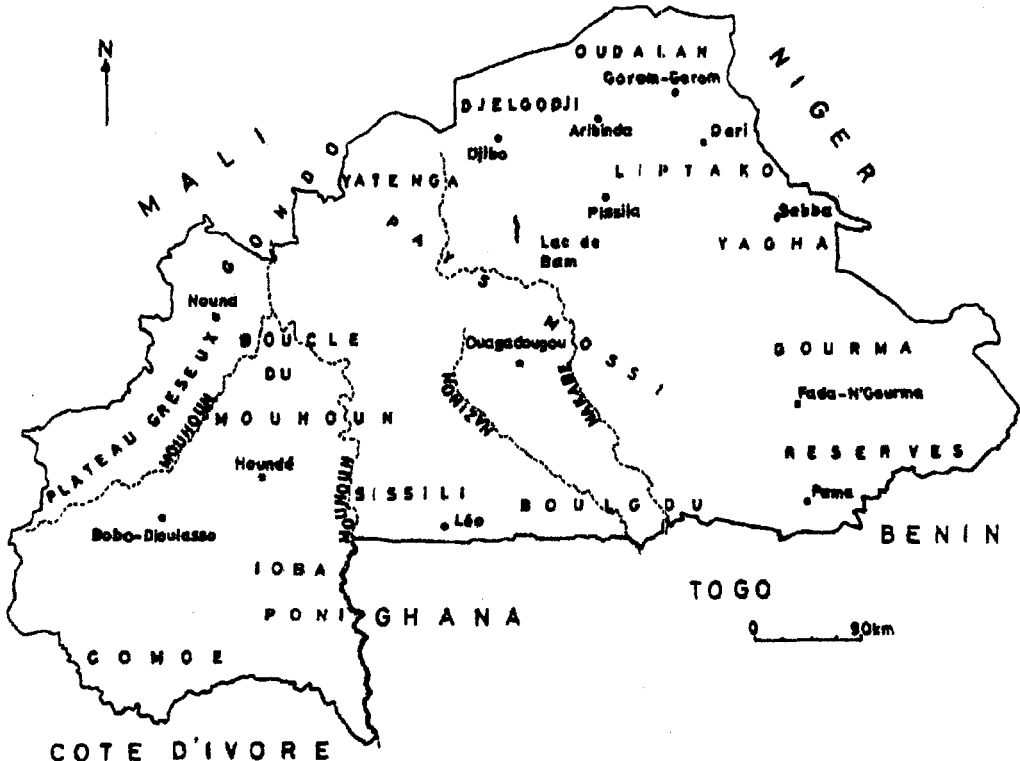 N
OUDALAN
Gorom-Gorom
NIGER
DJELGODJI
Aribinda
Djibo
Dori
MALI
GONDO
YATENGA
LIPTAKO
Pissila
Sebba
YAGHA
PAYS MOSSI
Lac de
Bam
Nouna
BOUCLE
DU
MOUHOUN
Ouagadougou
GOURMA
Fada-N'Gourma
PLATEAU GRESEUX
MOUHOUN
NAZINON
NAKABE
Houndé
RESERVES
Pama
SISSILI
MOUHOUN
Léo
BOULGOU
Bobo-Dioulasso
BENIN
IOBA
TOGO
PONI
GHANA
0 90km
COMOE
COTE D'IVORE